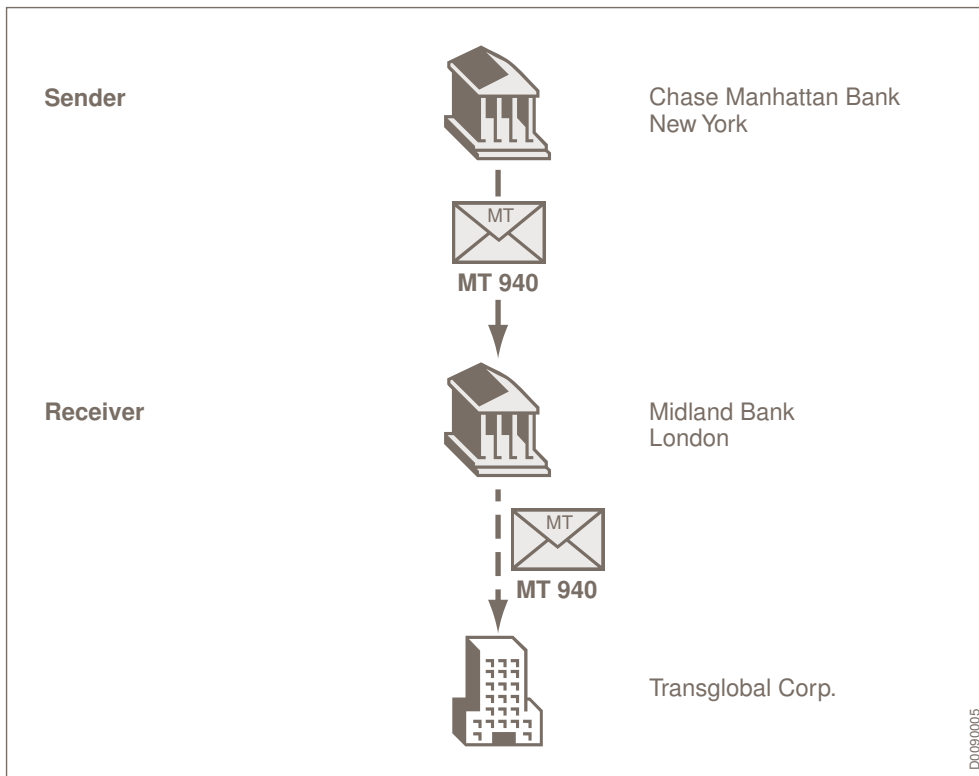 Sender
Chase Manhattan Bank
New York
MT
MT 940
Receiver
Midland Bank
London
MT
MT 940
Transglobal Corp.
D0090005